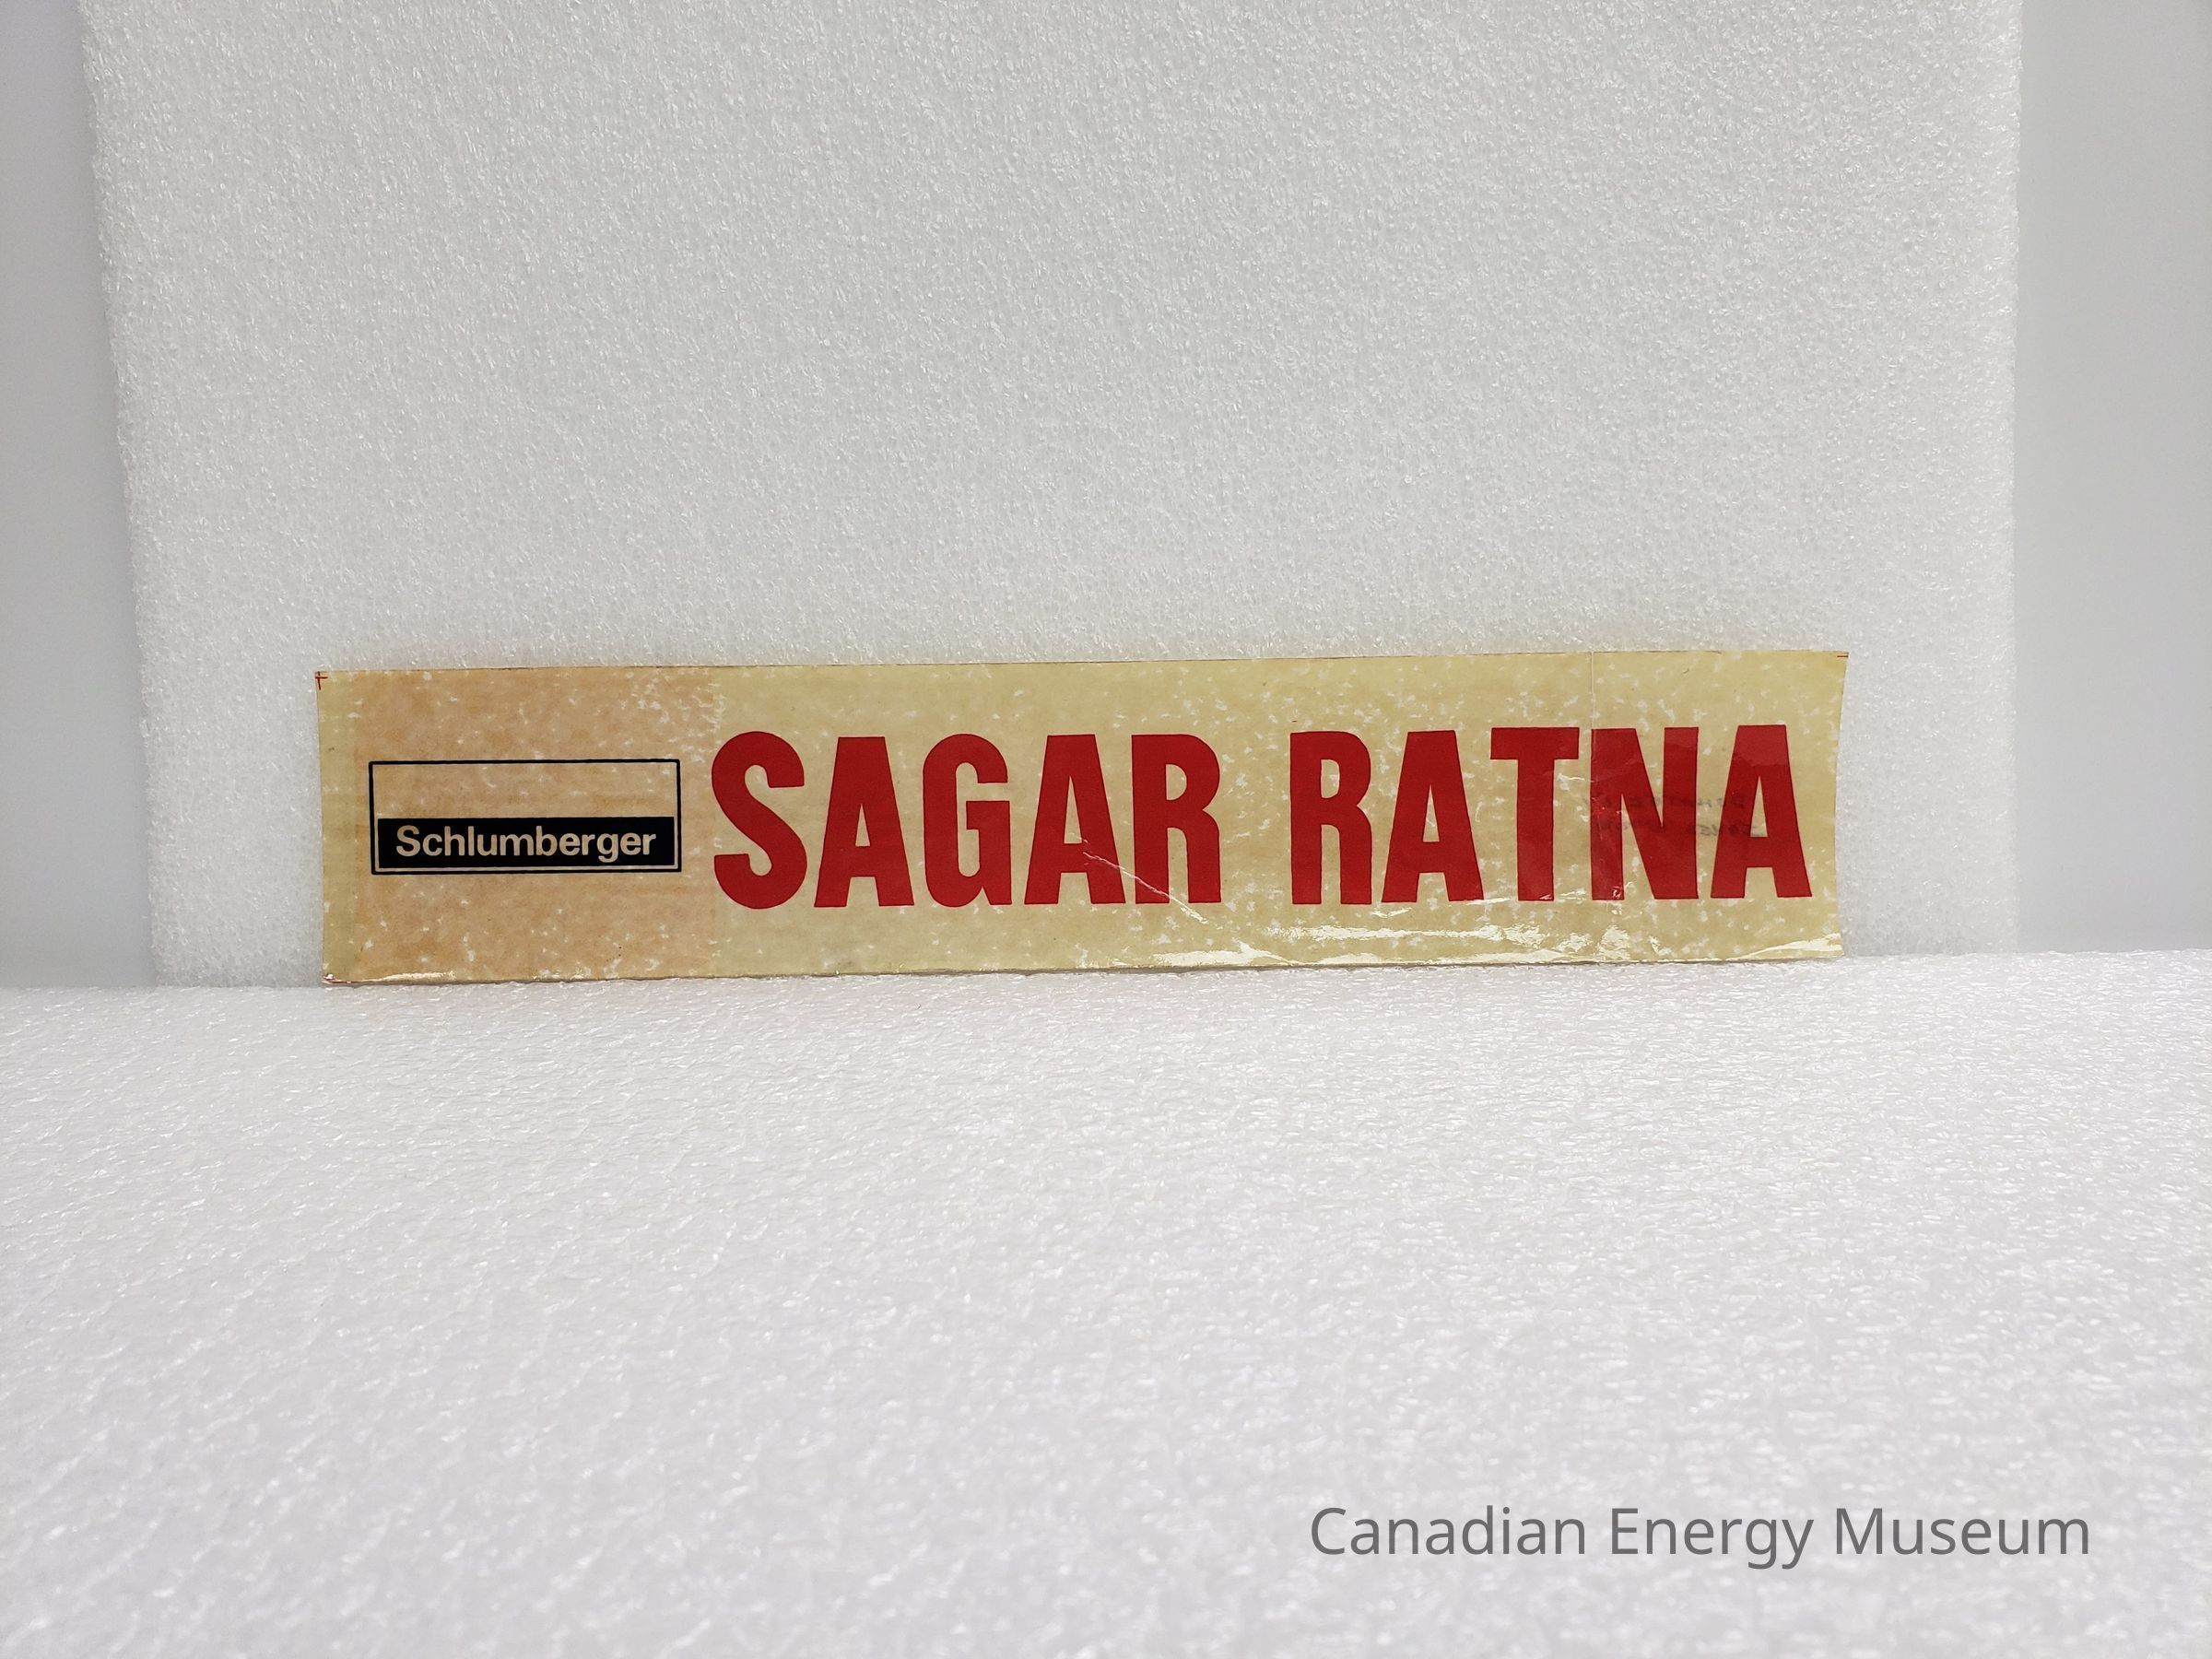 Schlumberger SAGAR RATNA
Canadian Energy Museum